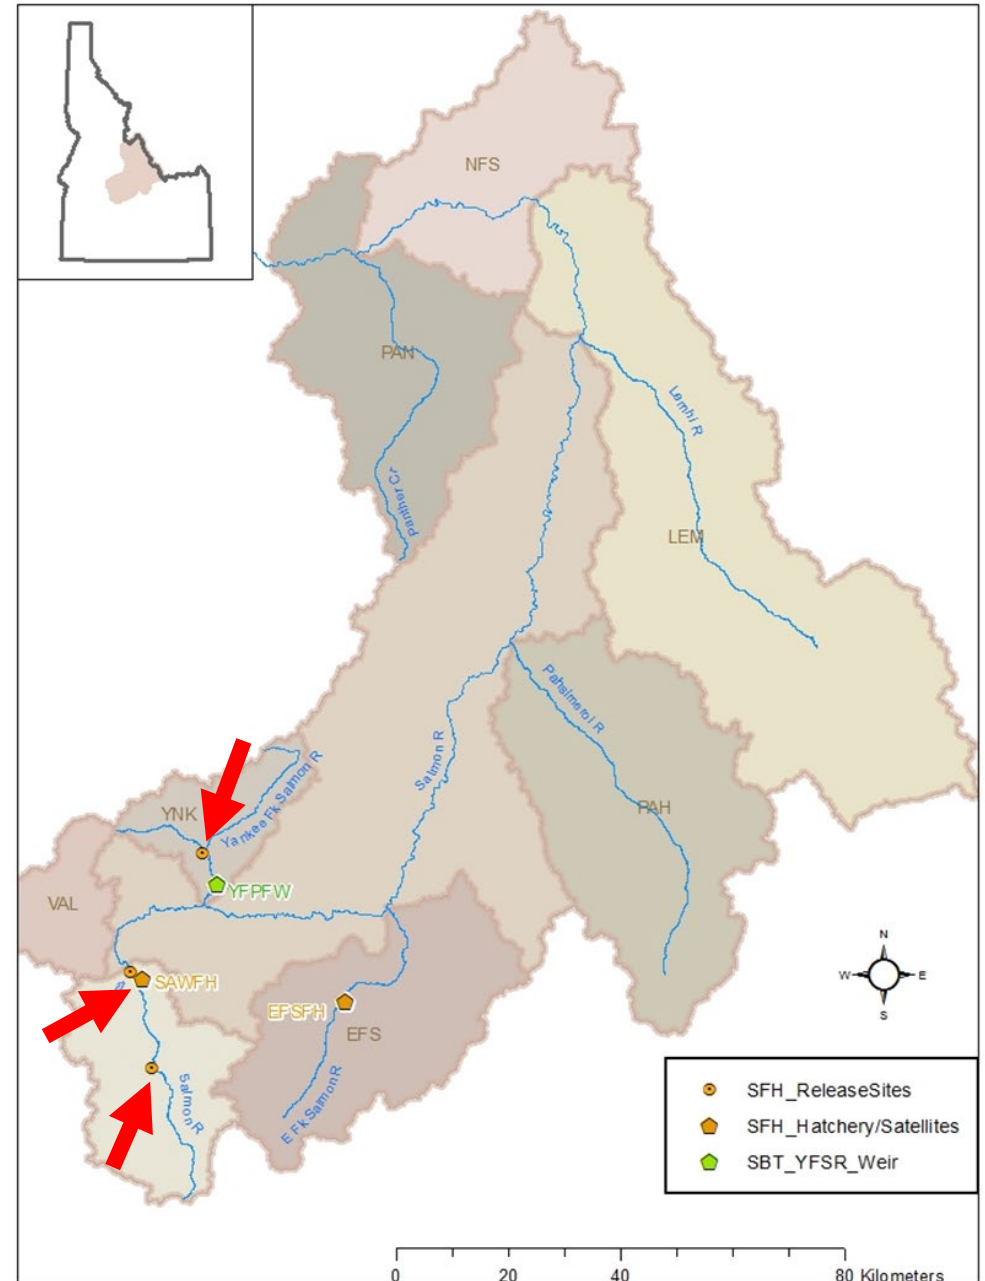 NFS
PAN
Lemhi R
Panther Cr
LEM
Pahsimeroi R
Salmon R
Yankee Fk Salmon R
YNK
PAH
YFPFW
VAL
N
W
E
S
SAWFH
S
EFSFH
EFS
Salmon R
E Fk Salmon R
SFH_ReleaseSites
SFH_Hatchery/Satellites
SBT_YFSR_Weir
0 20 40 80 Kilometers